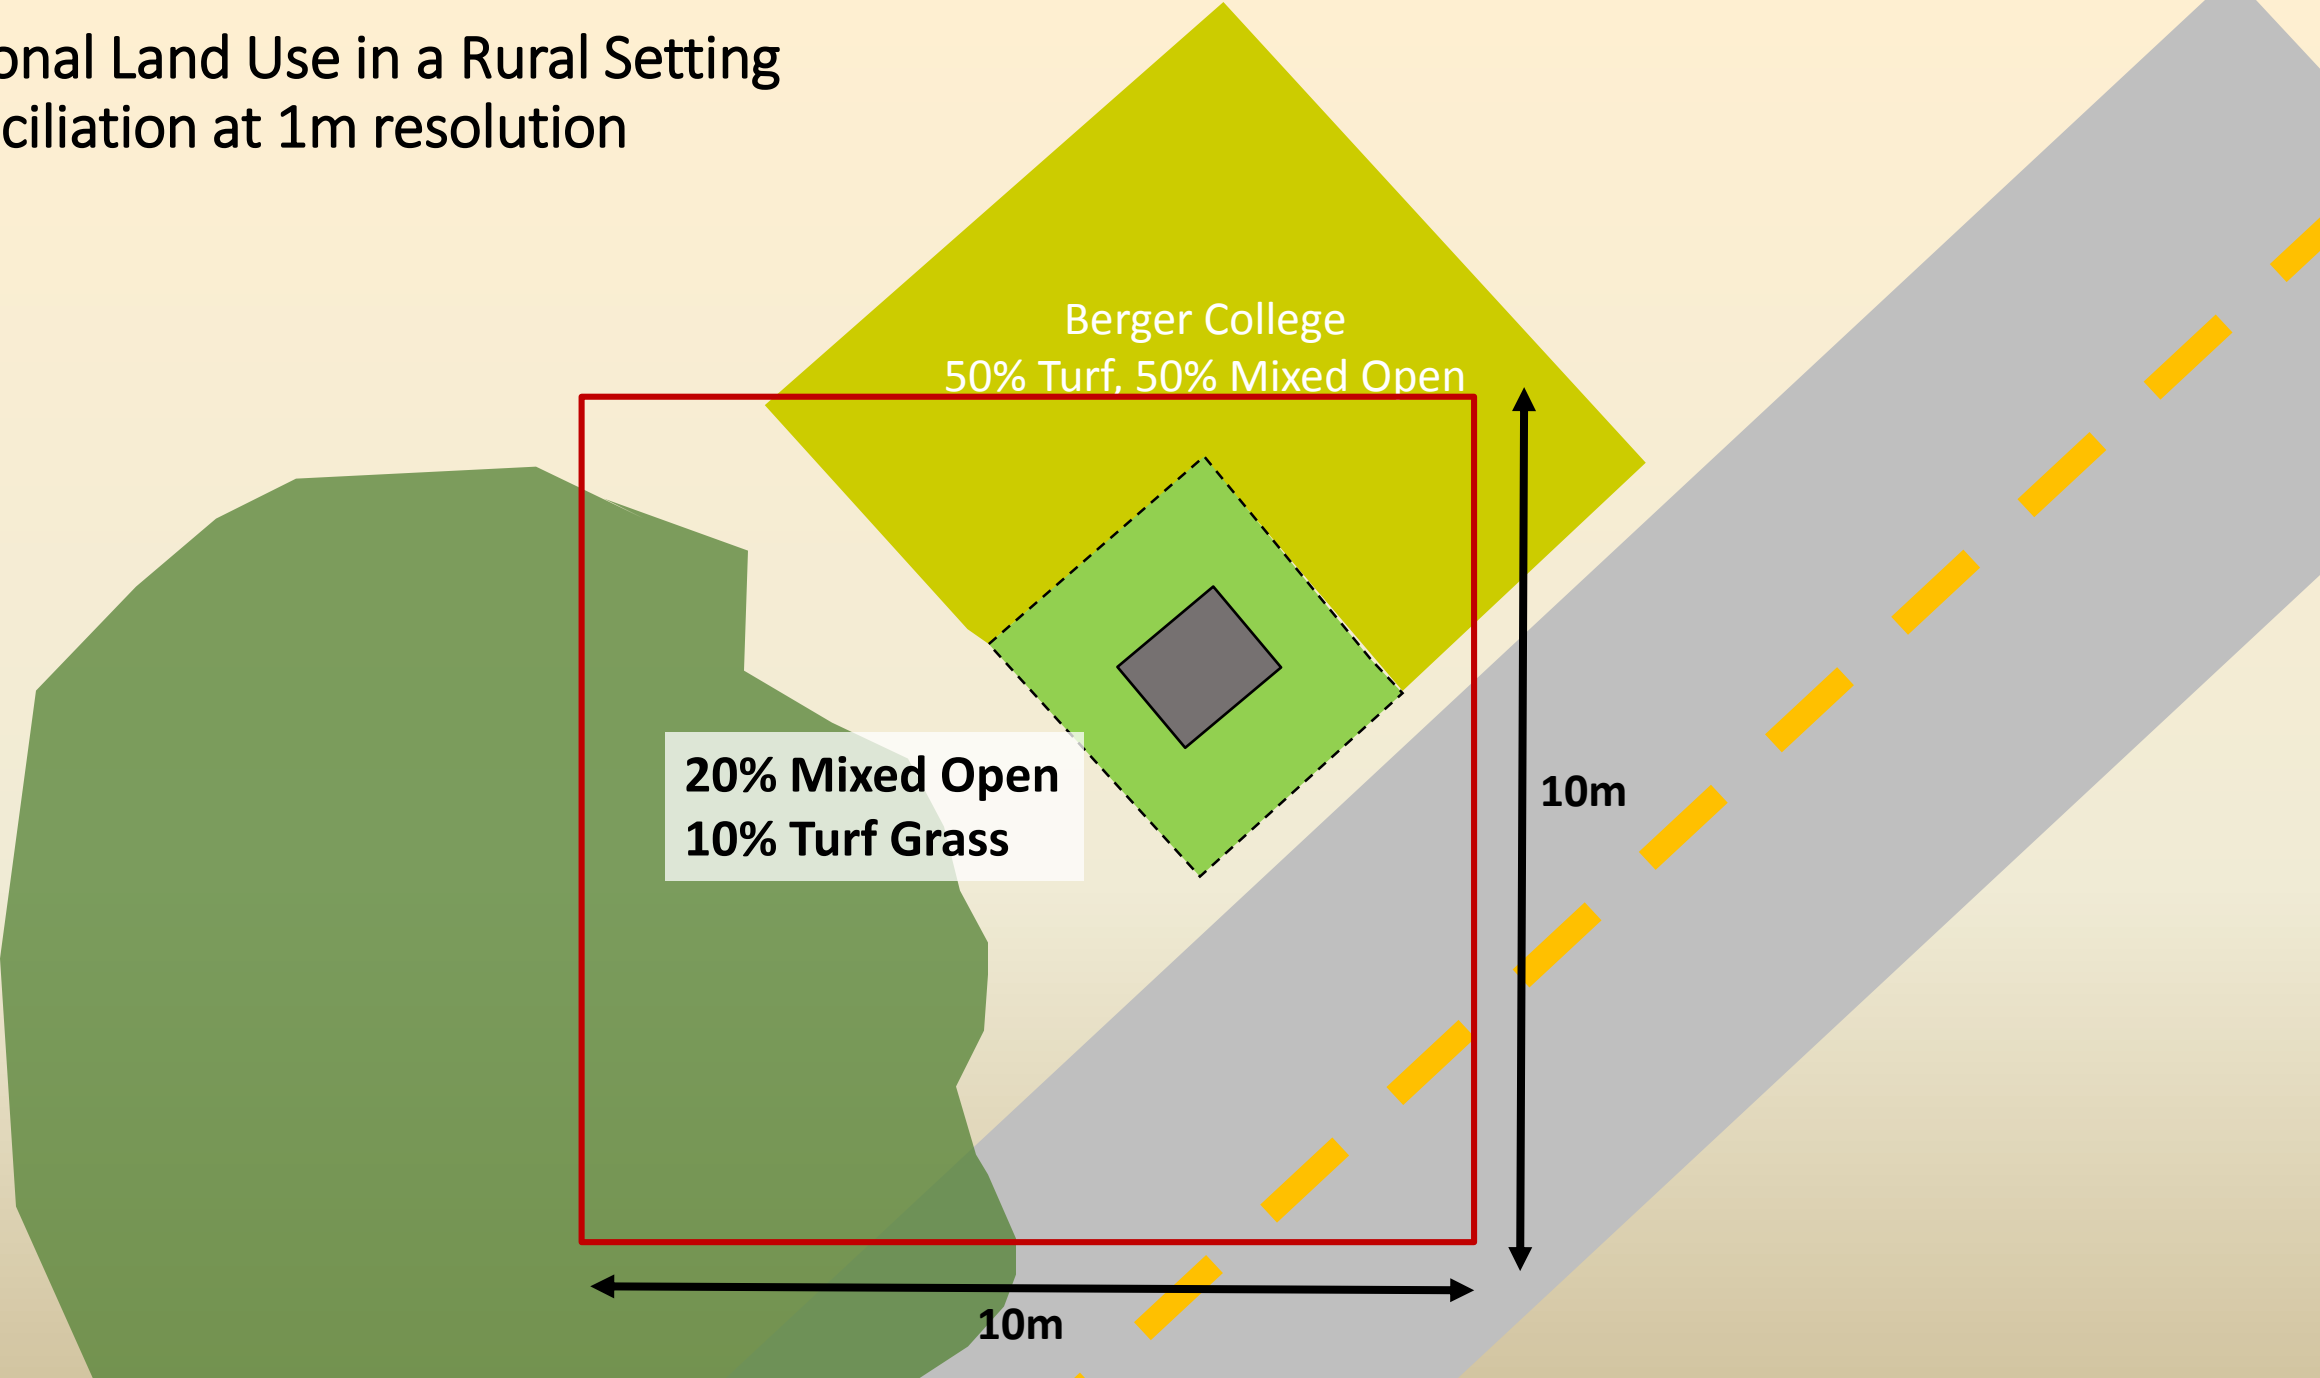 onal Land Use in a Rural Setting
ciliation at 1m resolution
Berger College
50% Turf, 50% Mixed Open
20% Mixed Open
10% Turf Grass
10m
10m